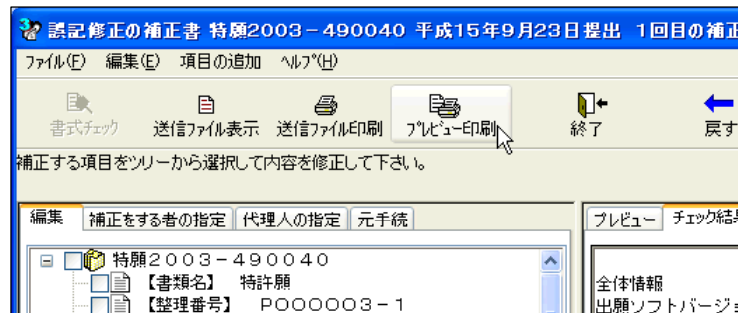 誤記修正の補正書 特願2003－490040 平成15年9月23日提出 1回目の補正
ﾌｧｲﾙ(F) 編集(E) 項目の追加 ﾍﾙﾌﾟ(H)
書式ﾁｪｯｸ 送信ﾌｧｲﾙ表示 送信ﾌｧｲﾙ印刷 ﾌﾟﾚﾋﾞｭｰ印刷 終了 戻す
補正する項目をツリーから選択して内容を修正して下さい。
編集 補正をする者の指定 代理人の指定 元手続 プレビュー チェック結果
特願２００３－４９００４０
【書類名】 特許願 全体情報
【整理番号】 Ｐ０００００３－１ 出願ソフトバージョ